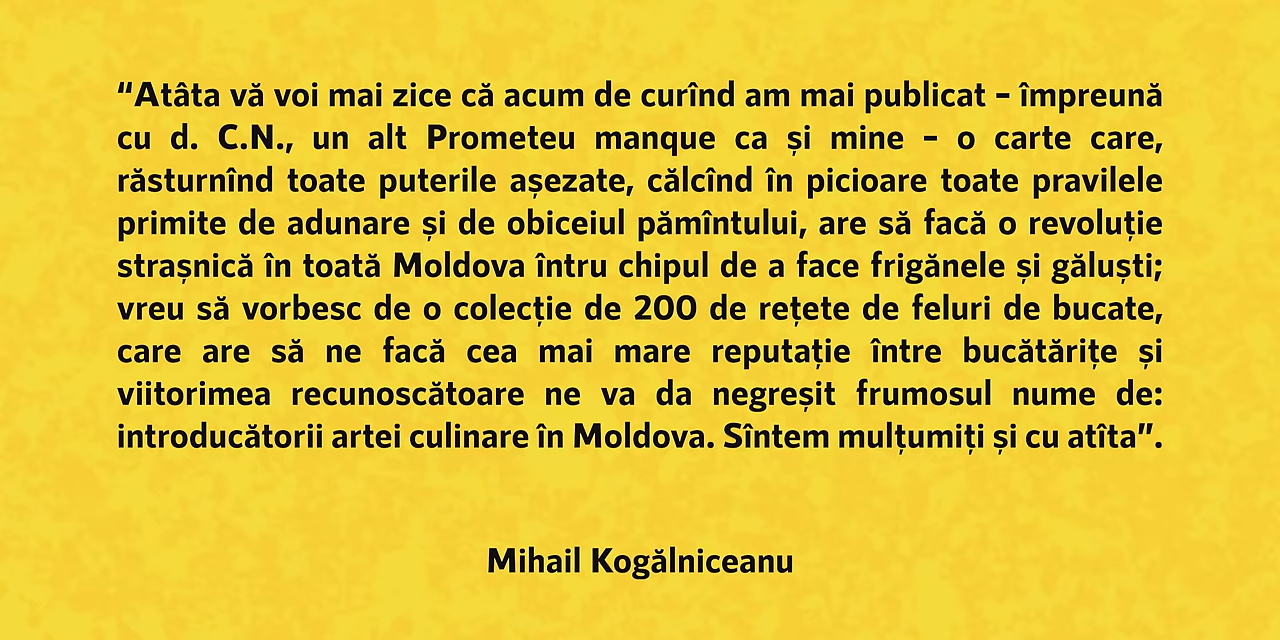 “Atâta vă voi mai zice că acum de curînd am mai publicat – împreună
cu d. C.N., un alt Prometeu manque ca și mine – o carte care,
răsturnînd toate puterile așezate, călcînd în picioare toate pravilele
primite de adunare și de obiceiul pămîntului, are să facă o revoluție
strașnică în toată Moldova întru chipul de a face frigănele și găluști;
vreu să vorbesc de o colecție de 200 de rețete de feluri de bucate,
care are să ne facă cea mai mare reputație între bucătărițe și
viitorimea recunoscătoare ne va da negreșit frumosul nume de:
introducătorii artei culinare în Moldova. Sîntem mulțumiți și cu atîta”.
Mihail Kogălniceanu